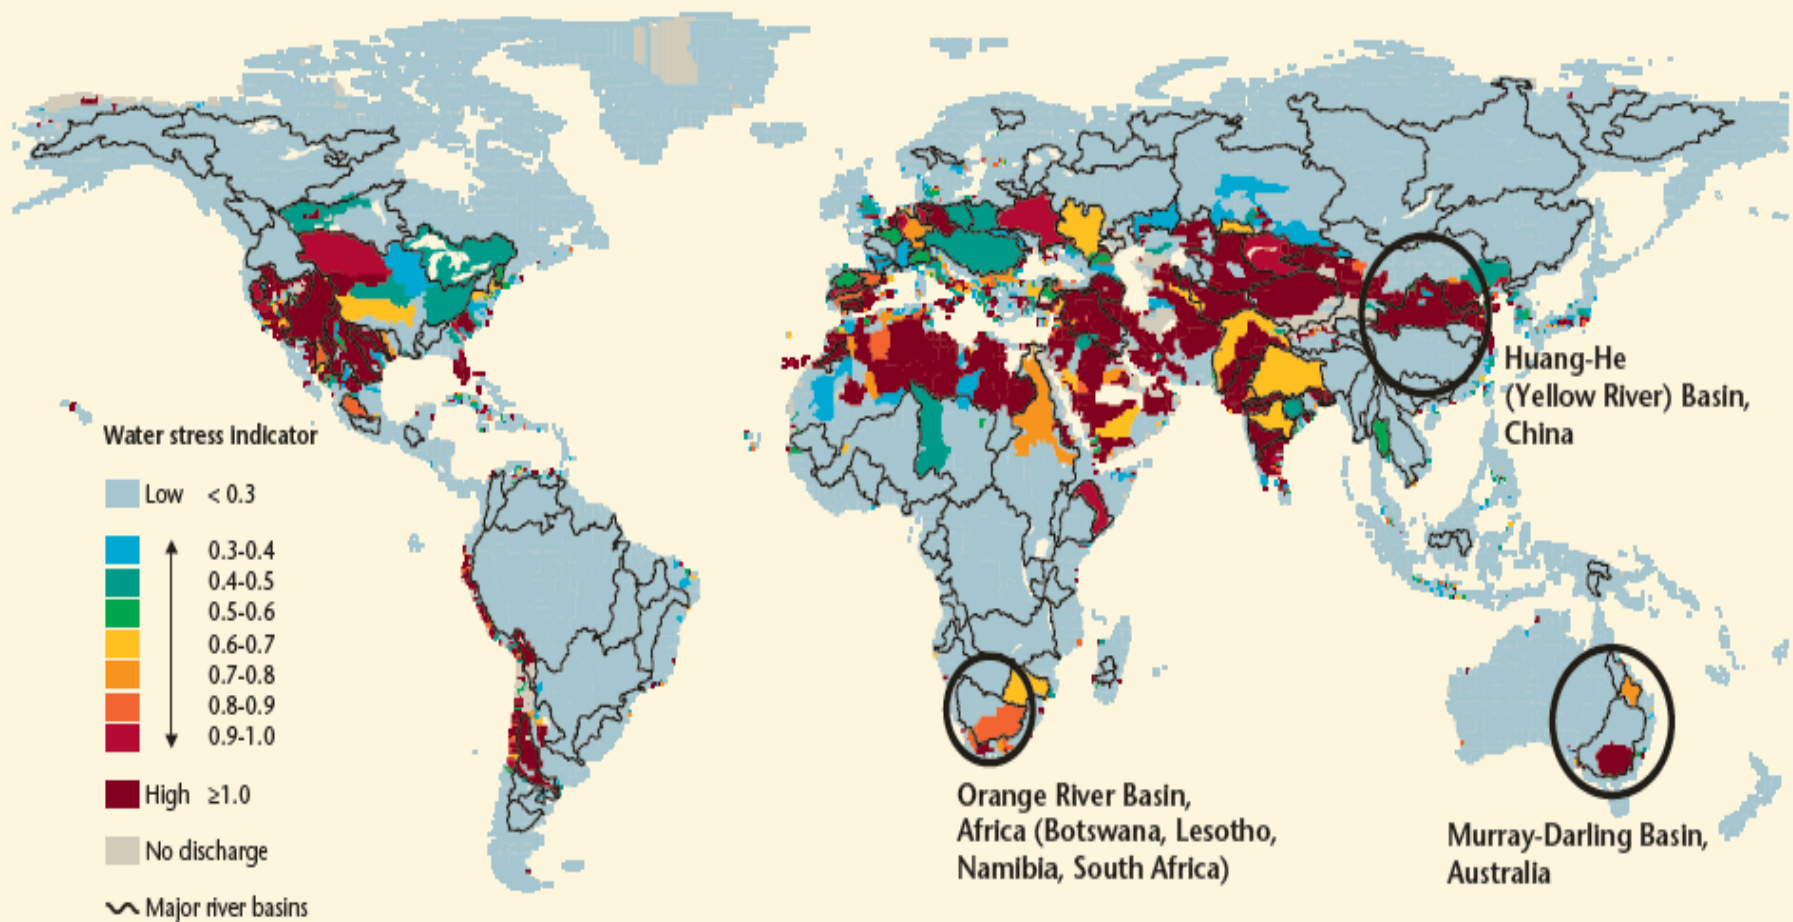 Water stress indicator
Low < 0.3
0.3-0.4
0.4-0.5
0.5-0.6
0.6-0.7
0.7-0.8
0.8-0.9
0.9-1.0
High ≥1.0
No discharge
Major river basins
Orange River Basin,
Africa (Botswana, Lesotho,
Namibia, South Africa)
Huang-He
(Yellow River) Basin,
China
Murray-Darling Basin,
Australia